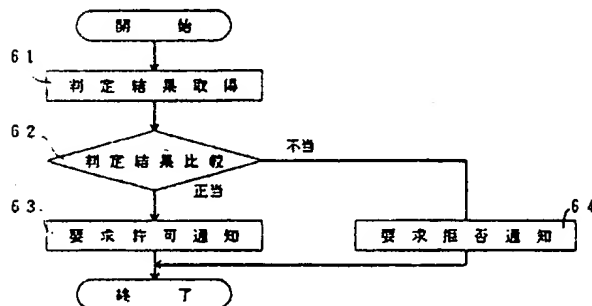 開 始
61
判 定 結 果 取 得
62
判 定 結 果 比 較
不当
正当
63
要 求 許 可 通 知
64
要 求 拒 否 通 知
終 了